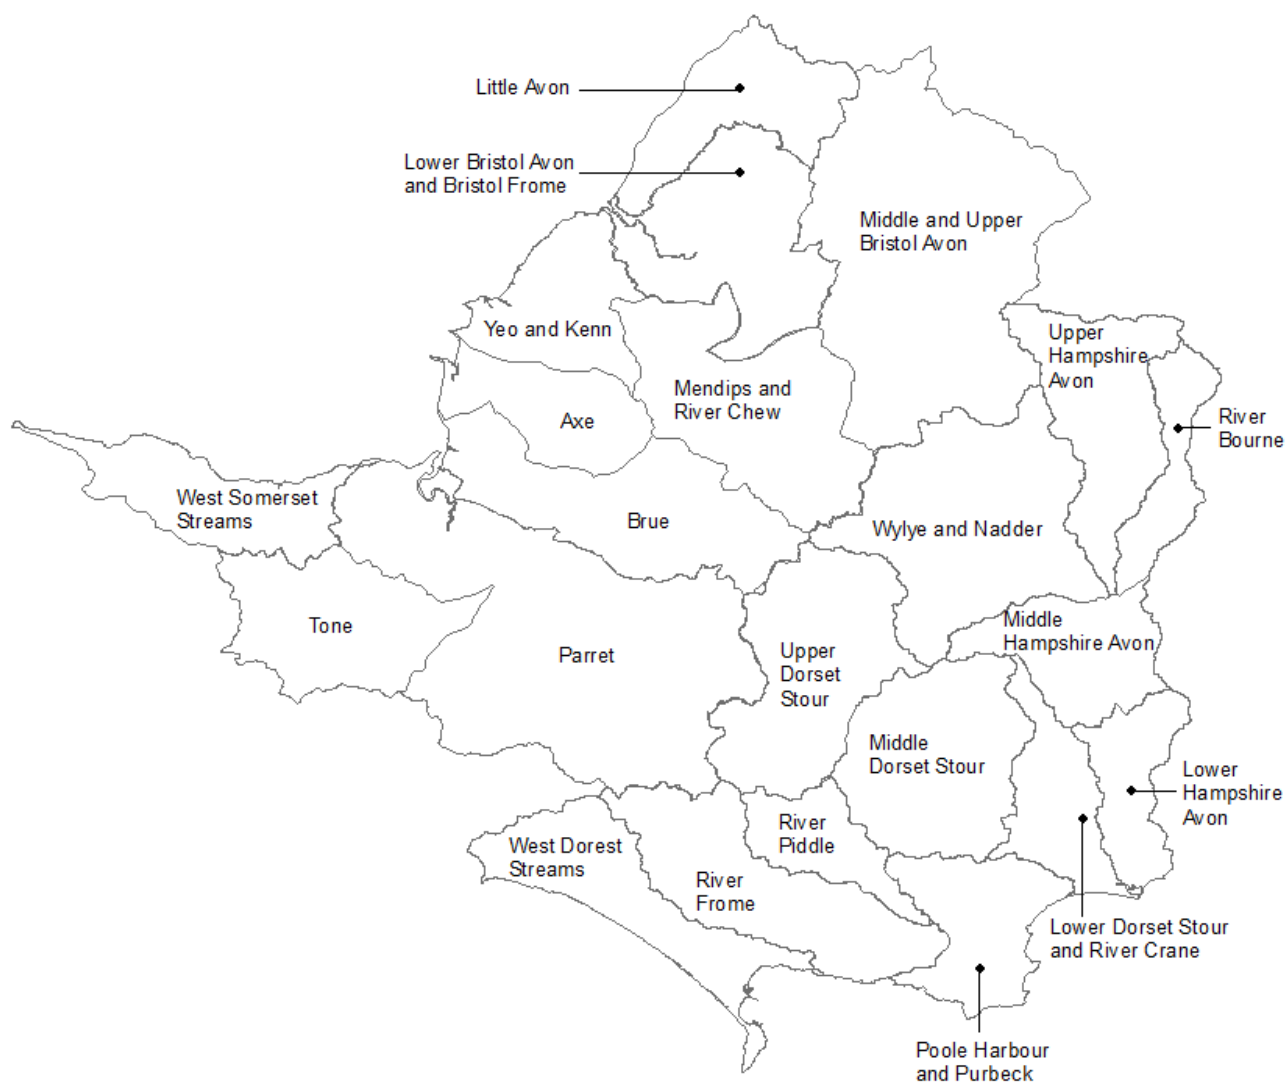 Little Avon
Lower Bristol Avon
and Bristol Frome
Middle and Upper
Bristol Avon
Yeo and Kenn
Upper
Hampshire
Avon
Mendips and
River Chew
Axe
River
Bourne
West Somerset
Streams
Brue
Wylye and Nadder
Tone
Parret
Middle
Hampshire Avon
Upper
Dorset
Stour
Middle
Dorset Stour
Lower
Hampshire
Avon
West Dorest
Streams
River
Piddle
River
Frome
Lower Dorset Stour
and River Crane
Poole Harbour
and Purbeck